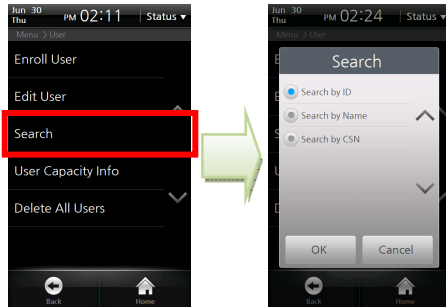 Jun 30
Thu PM 02:11 Status
Menu > User
Enroll User
Edit User
Search
User Capacity Info
Delete All Users
Back Home
Jun 30
Thu PM 02:24 Status
Menu > User
Search
Search by ID
Search by Name
Search by CSN
OK Cancel
Back Home